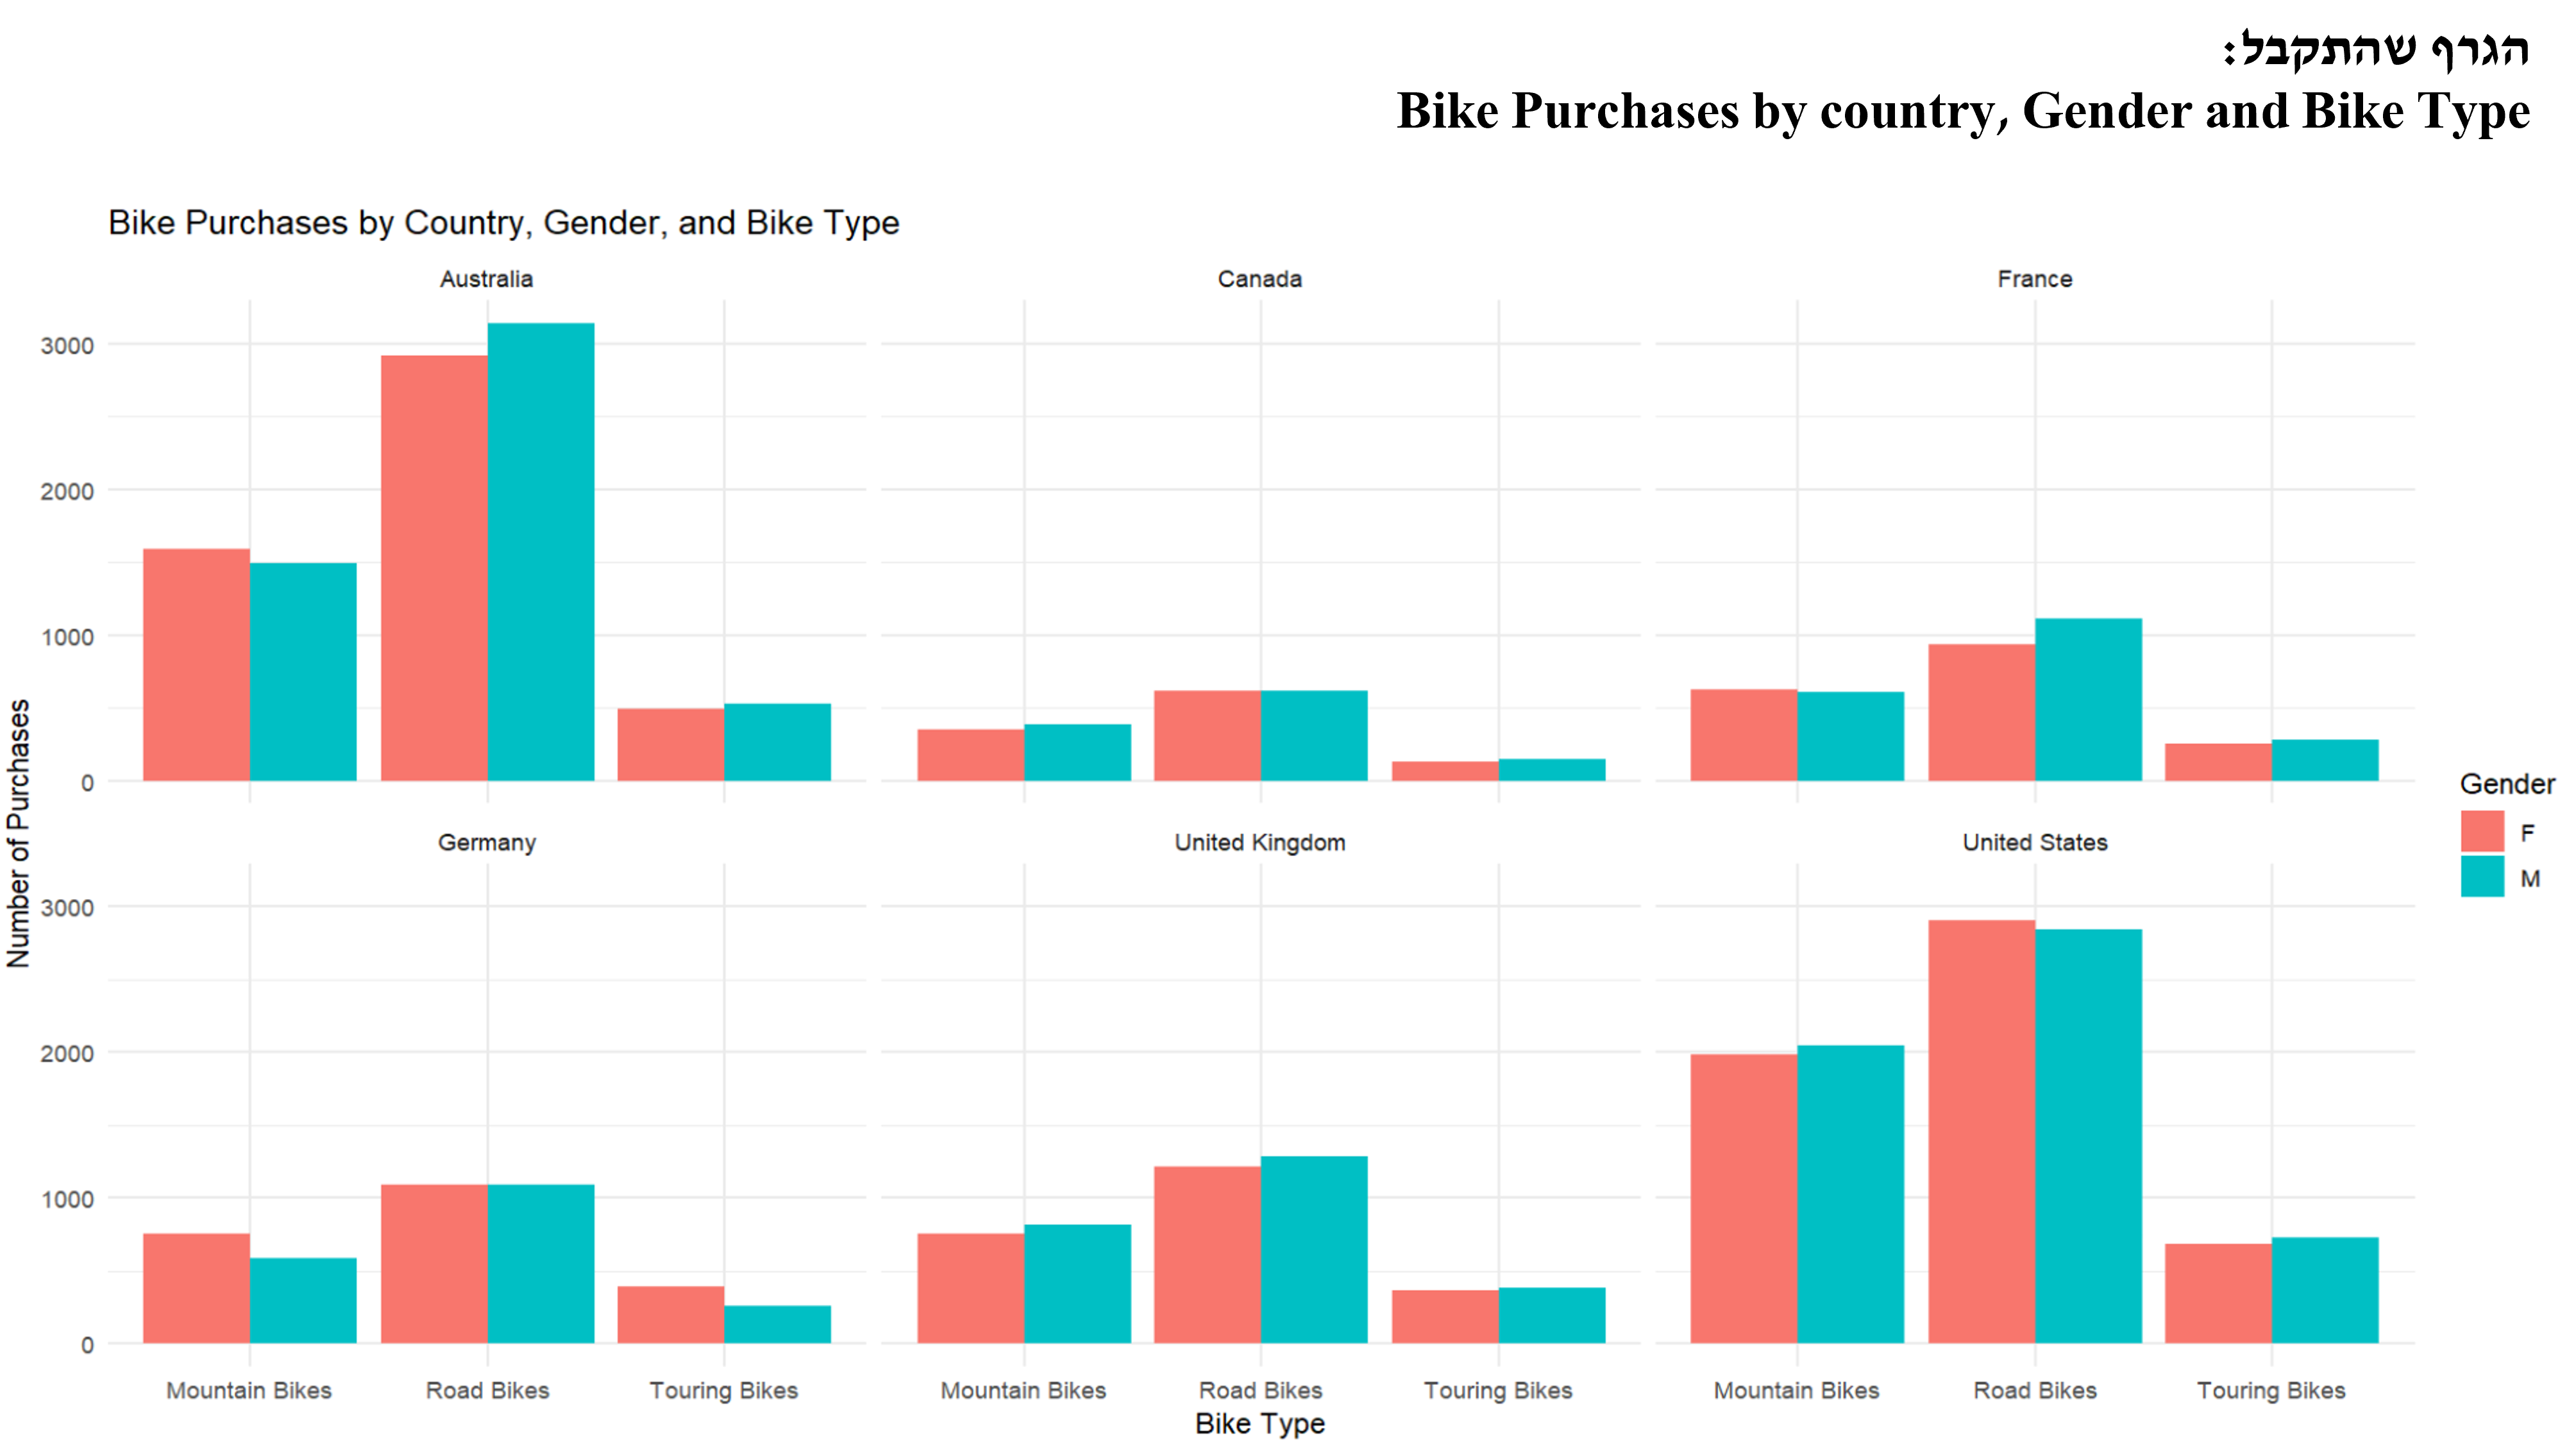 הגרף שהתקבל:
Bike Purchases by country, Gender and Bike Type
Bike Purchases by Country, Gender, and Bike Type
Australia
Canada
France
3000
2000
1000
0
Germany
United Kingdom
United States
3000
2000
1000
0
Number of Purchases
Mountain Bikes
Road Bikes
Touring Bikes
Mountain Bikes
Road Bikes
Touring Bikes
Mountain Bikes
Road Bikes
Touring Bikes
Bike Type
Gender
F
M